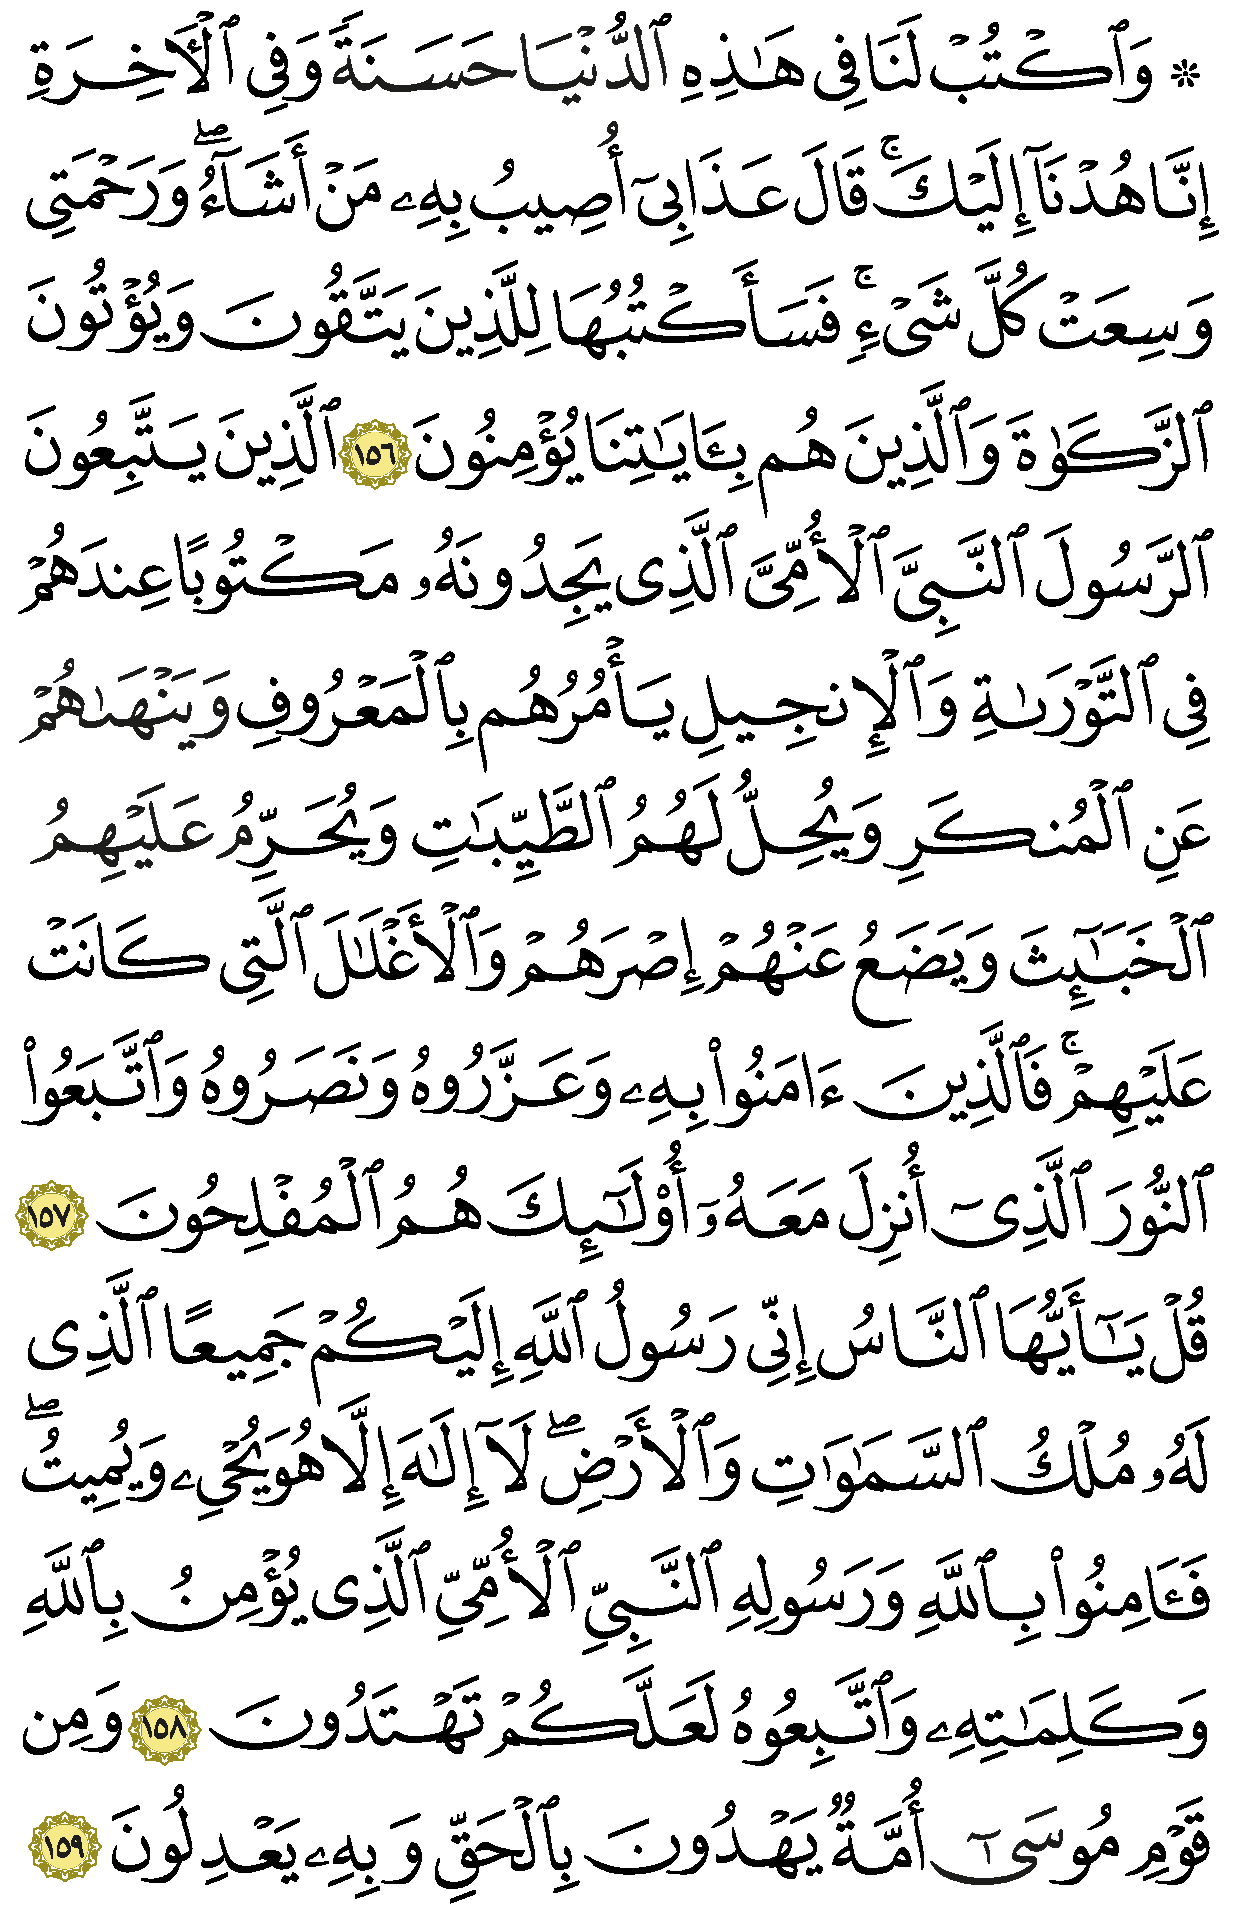 ۞ وَٱكۡتُبۡ لَنَا فِي هَٰذِهِ ٱلدُّنۡيَا حَسَنَةٗ وَفِي ٱلۡأٓخِرَةِ
إِنَّا هُدۡنَآ إِلَيۡكَۚ قَالَ عَذَابِيٓ أُصِيبُ بِهِۦ مَنۡ أَشَآءُۖ وَرَحۡمَتِي
وَسِعَتۡ كُلَّ شَيۡءٖۚ فَسَأَكۡتُبُهَا لِلَّذِينَ يَتَّقُونَ وَيُؤۡتُونَ
ٱلزَّكَوٰةَ وَٱلَّذِينَ هُم بِـَٔايَٰتِنَا يُؤۡمِنُونَ ١٥٦ ٱلَّذِينَ يَتَّبِعُونَ
ٱلرَّسُولَ ٱلنَّبِيَّ ٱلۡأُمِّيَّ ٱلَّذِي يَجِدُونَهُۥ مَكۡتُوبًا عِندَهُمۡ
فِي ٱلتَّوۡرَىٰةِ وَٱلۡإِنجِيلِ يَأۡمُرُهُم بِٱلۡمَعۡرُوفِ وَيَنۡهَىٰهُمۡ
عَنِ ٱلۡمُنكَرِ وَيُحِلُّ لَهُمُ ٱلطَّيِّبَٰتِ وَيُحَرِّمُ عَلَيۡهِمُ
ٱلۡخَبَٰٓئِثَ وَيَضَعُ عَنۡهُمۡ إِصۡرَهُمۡ وَٱلۡأَغۡلَٰلَ ٱلَّتِي كَانَتۡ
عَلَيۡهِمۡۚ فَٱلَّذِينَ ءَامَنُواْ بِهِۦ وَعَزَّرُوهُ وَنَصَرُوهُ وَٱتَّبَعُواْ
ٱلنُّورَ ٱلَّذِيٓ أُنزِلَ مَعَهُۥٓ أُوْلَٰٓئِكَ هُمُ ٱلۡمُفۡلِحُونَ ١٥٧
قُلۡ يَٰٓأَيُّهَا ٱلنَّاسُ إِنِّي رَسُولُ ٱللَّهِ إِلَيۡكُمۡ جَمِيعًا ٱلَّذِي
لَهُۥ مُلۡكُ ٱلسَّمَٰوَٰتِ وَٱلۡأَرۡضِۖ لَآ إِلَٰهَ إِلَّا هُوَ يُحۡيِۦ وَيُمِيتُۖ
فَـَٔامِنُواْ بِٱللَّهِ وَرَسُولِهِ ٱلنَّبِيِّ ٱلۡأُمِّيِّ ٱلَّذِي يُؤۡمِنُ بِٱللَّهِ
وَكَلِمَٰتِهِۦ وَٱتَّبِعُوهُ لَعَلَّكُمۡ تَهۡتَدُونَ ١٥٨ وَمِن
قَوۡمِ مُوسَىٰٓ أُمَّةٞ يَهۡدُونَ بِٱلۡحَقِّ وَبِهِۦ يَعۡدِلُونَ ١٥٩